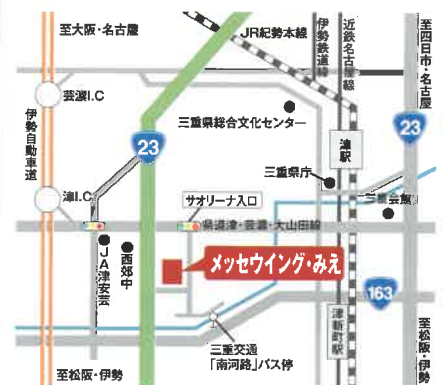 至大阪・名古屋
JR紀勢本線
伊勢鉄道線
近鉄名古屋線
至四日市・名古屋
芸濃I.C
三重県総合文化センター
伊勢自動車道
23
23
津駅
三重県庁
津I.C
サオリーナ入口
三重会館
県道津・芸濃・大山田線
JA津安芸
西郊中
メッセウイング・みえ
163
津新町駅
三重交通
「南河路」バス停
至松阪・伊勢
至松阪・伊勢